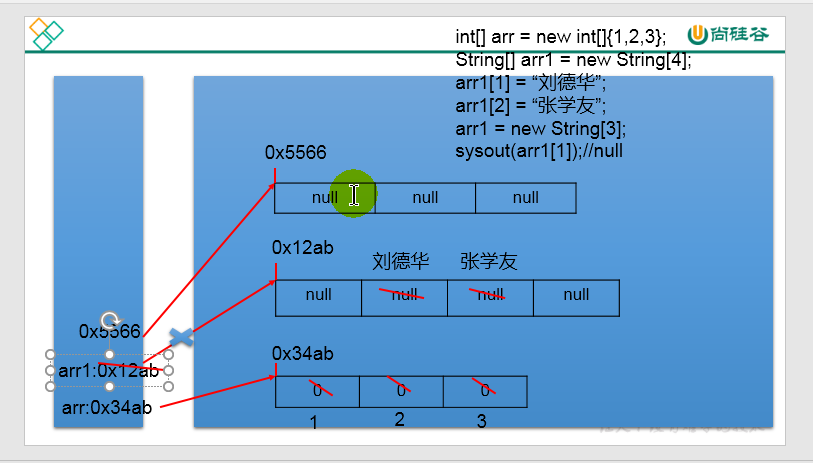 int[] arr = new int[]{1,2,3};
尚硅谷
String[] arr1 = new String[4];
arr1[1] = “刘德华”;
arr1[2] = “张学友”;
arr1 = new String[3];
sysout(arr1[1]);//null
0x5566
null null null
0x12ab
刘德华 张学友
null null null null
0x5566
0x34ab
arr1:0x12ab
0 0 0
arr:0x34ab
1 2 3